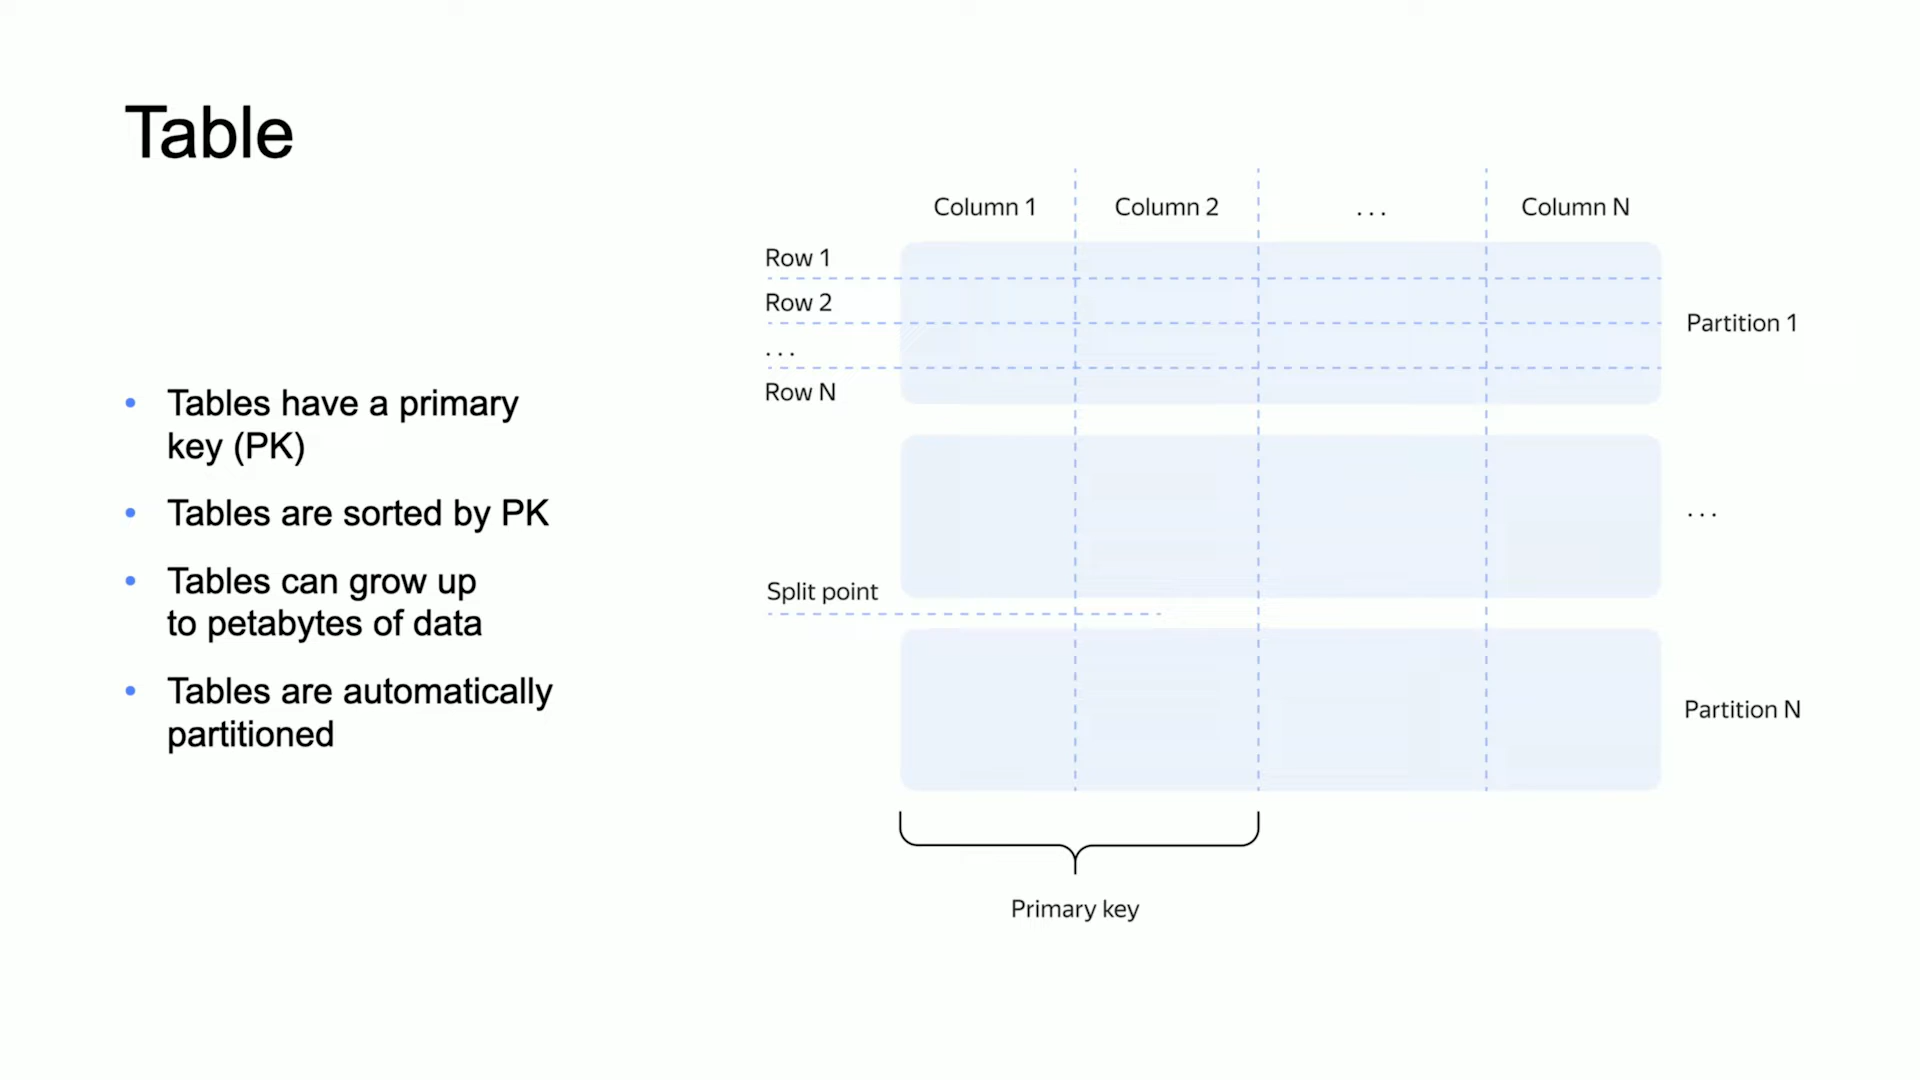 Table
Tables have a primary
key (PK)
Tables are sorted by PK
Tables can grow up
to petabytes of data
Tables are automatically
partitioned
Column 1 Column 2 ... Column N
Row 1
Row 2
...
Row N
Partition 1
...
Split point
Partition N
Primary key